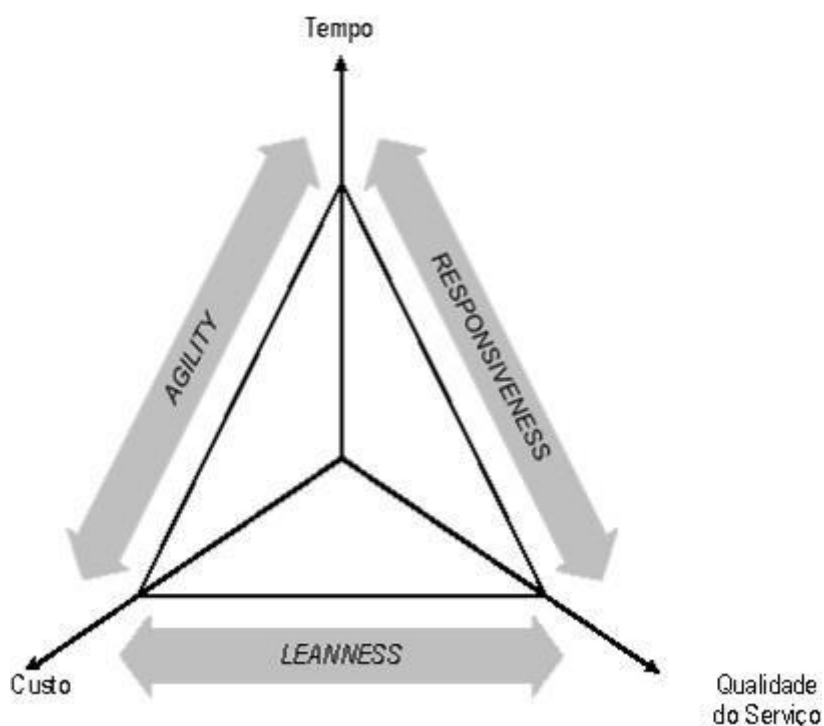 Tempo
AGILITY
RESPONSIVENESS
LEANNESS
Custo
Qualidade
do Serviço